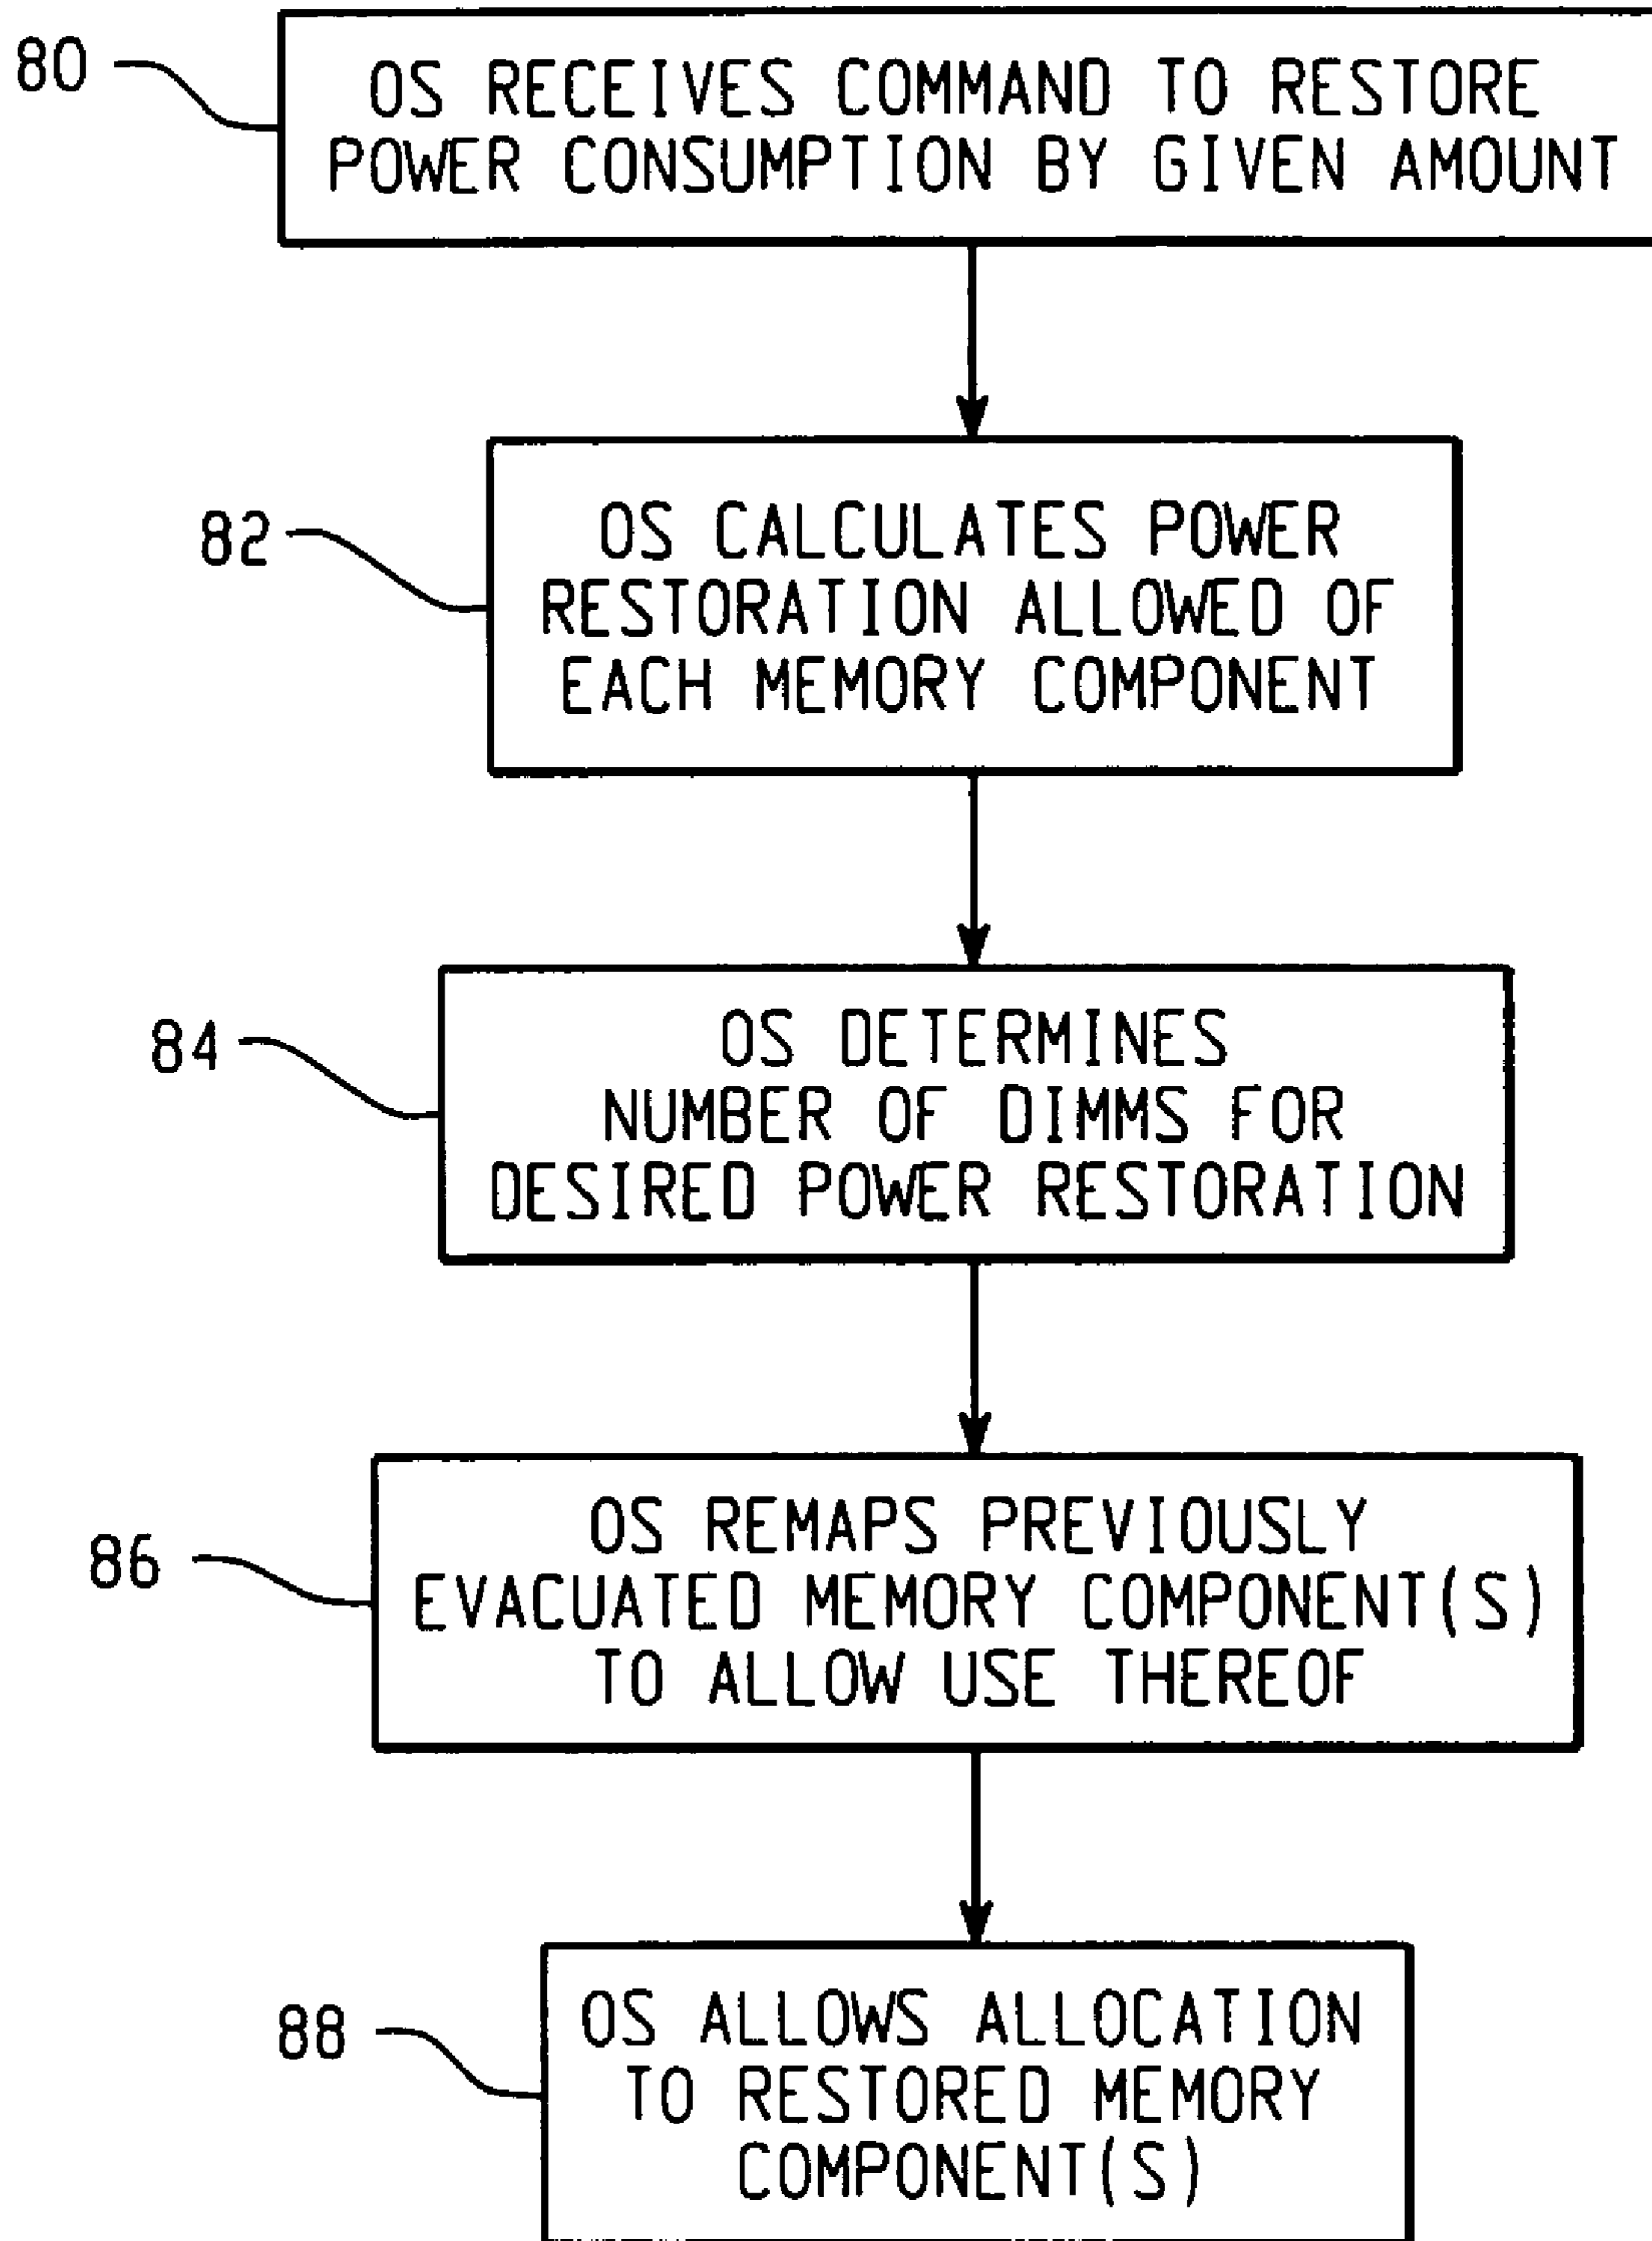 80
OS RECEIVES COMMAND TO RESTORE
POWER CONSUMPTION BY GIVEN AMOUNT
82
OS CALCULATES POWER
RESTORATION ALLOWED OF
EACH MEMORY COMPONENT
84
OS DETERMINES
NUMBER OF DIMMS FOR
DESIRED POWER RESTORATION
86
OS REMAPS PREVIOUSLY
EVACUATED MEMORY COMPONENT(S)
TO ALLOW USE THEREOF
88
OS ALLOWS ALLOCATION
TO RESTORED MEMORY
COMPONENT(S)